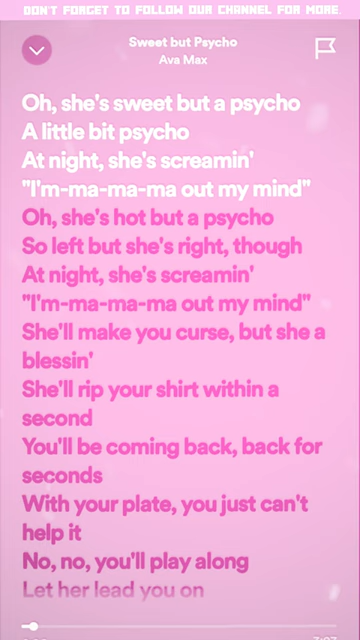 DON'T FORGET TO FOLLOW OUR CHANNEL FOR MORE.
Sweet but Psycho
Ava Max
Oh, she's sweet but a psycho
A little bit psycho
At night, she's screamin'
"I'm-ma-ma-ma out my mind"
Oh, she's hot but a psycho
So left but she's right, though
At night, she's screamin'
"I'm-ma-ma-ma out my mind"
She'll make you curse, but she a
blessin'
She'll rip your shirt within a
second
You'll be coming back, back for
seconds
With your plate, you just can't
help it
No, no, you'll play along
Let her lead you on